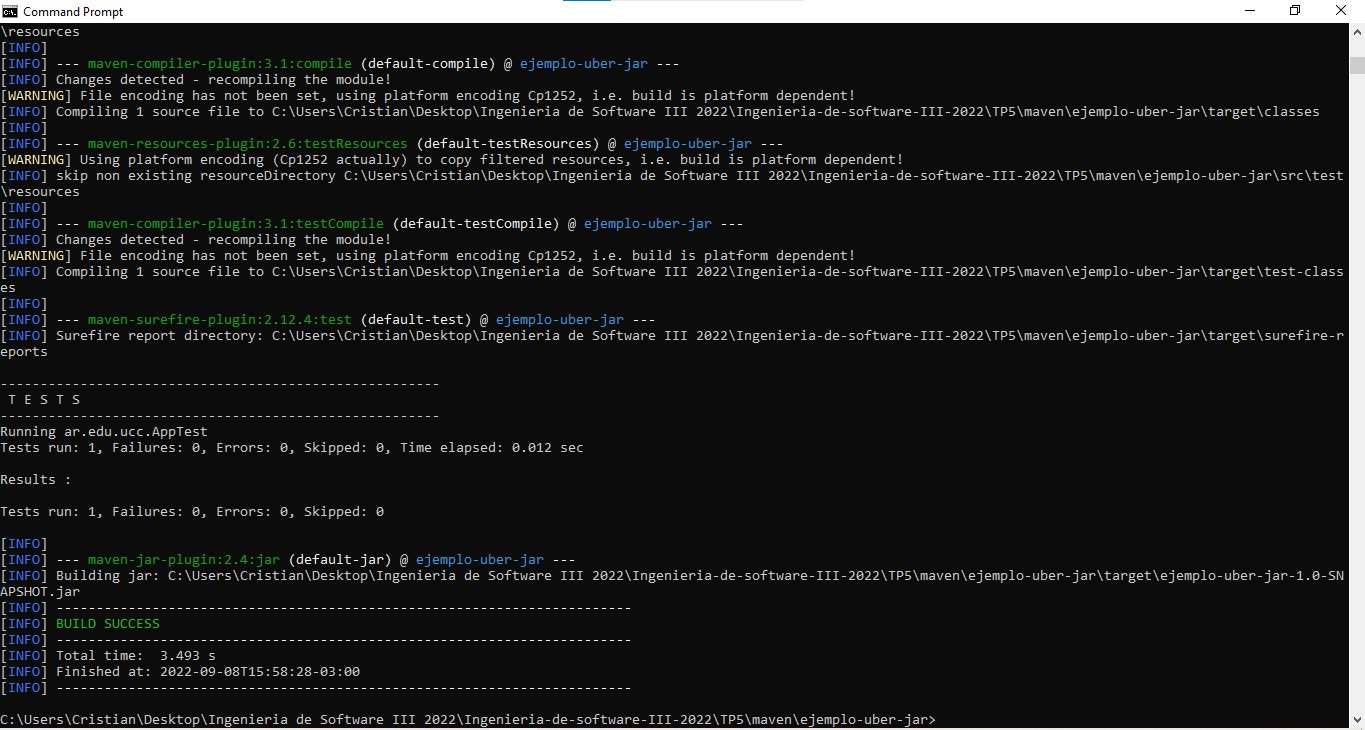 Command Prompt
\resources
[INFO]
[INFO] --- maven-compiler-plugin:3.1:compile (default-compile) @ ejemplo-uber-jar ---
[INFO] Changes detected - recompiling the module!
[WARNING] File encoding has not been set, using platform encoding Cp1252, i.e. build is platform dependent!
[INFO] Compiling 1 source file to C:\Users\Cristian\Desktop\Ingenieria de Software III 2022\Ingenieria-de-software-III-2022\TP5\maven\ejemplo-uber-jar\target\classes
[INFO]
[INFO] --- maven-resources-plugin:2.6:testResources (default-testResources) @ ejemplo-uber-jar ---
[WARNING] Using platform encoding (Cp1252 actually) to copy filtered resources, i.e. build is platform dependent!
[INFO] skip non existing resourceDirectory C:\Users\Cristian\Desktop\Ingenieria de Software III 2022\Ingenieria-de-software-III-2022\TP5\maven\ejemplo-uber-jar\src\test
\resources
[INFO]
[INFO] --- maven-compiler-plugin:3.1:testCompile (default-testCompile) @ ejemplo-uber-jar ---
[INFO] Changes detected - recompiling the module!
[WARNING] File encoding has not been set, using platform encoding Cp1252, i.e. build is platform dependent!
[INFO] Compiling 1 source file to C:\Users\Cristian\Desktop\Ingenieria de Software III 2022\Ingenieria-de-software-III-2022\TP5\maven\ejemplo-uber-jar\target\test-class
es
[INFO]
[INFO] --- maven-surefire-plugin:2.12.4:test (default-test) @ ejemplo-uber-jar ---
[INFO] Surefire report directory: C:\Users\Cristian\Desktop\Ingenieria de Software III 2022\Ingenieria-de-software-III-2022\TP5\maven\ejemplo-uber-jar\target\surefire-r
eports
-------------------------------------------------------
 T E S T S
-------------------------------------------------------
Running ar.edu.ucc.AppTest
Tests run: 1, Failures: 0, Errors: 0, Skipped: 0, Time elapsed: 0.012 sec
Results :
Tests run: 1, Failures: 0, Errors: 0, Skipped: 0
[INFO]
[INFO] --- maven-jar-plugin:2.4:jar (default-jar) @ ejemplo-uber-jar ---
[INFO] Building jar: C:\Users\Cristian\Desktop\Ingenieria de Software III 2022\Ingenieria-de-software-III-2022\TP5\maven\ejemplo-uber-jar\target\ejemplo-uber-jar-1.0-SN
APSHOT.jar
[INFO] ------------------------------------------------------------------------
[INFO] BUILD SUCCESS
[INFO] ------------------------------------------------------------------------
[INFO] Total time:  3.493 s
[INFO] Finished at: 2022-09-08T15:58:28-03:00
[INFO] ------------------------------------------------------------------------
C:\Users\Cristian\Desktop\Ingenieria de Software III 2022\Ingenieria-de-software-III-2022\TP5\maven\ejemplo-uber-jar>